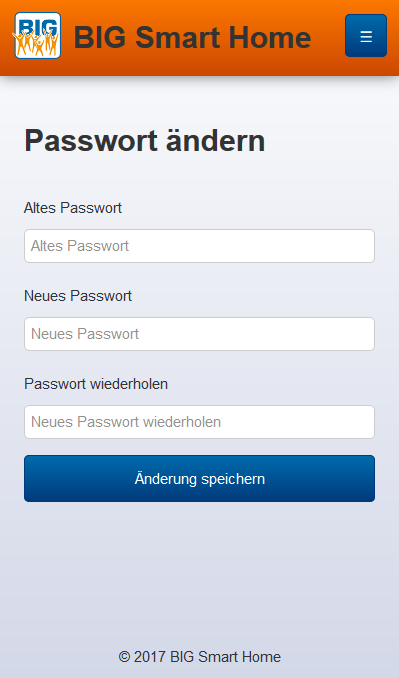 BIG
BIG Smart Home
☰
Passwort ändern
Altes Passwort
Altes Passwort
Neues Passwort
Neues Passwort
Passwort wiederholen
Neues Passwort wiederholen
Änderung speichern
© 2017 BIG Smart Home